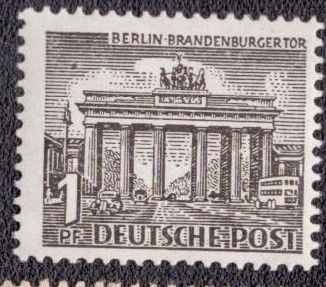 BERLIN·BRANDENBURGERTOR
1
PF DEUTSCHE·POST